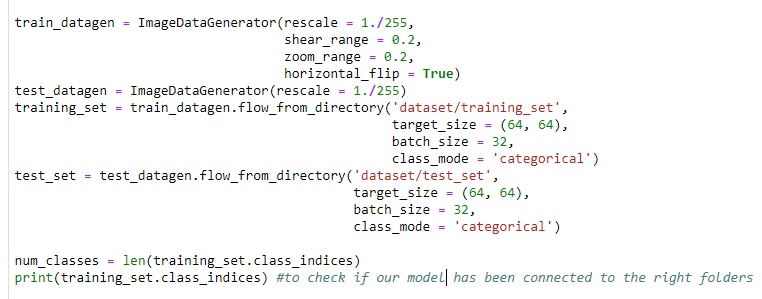 train_datagen = ImageDataGenerator(rescale = 1./255,
shear_range = 0.2,
zoom_range = 0.2,
horizontal_flip = True)
test_datagen = ImageDataGenerator(rescale = 1./255)
training_set = train_datagen.flow_from_directory('dataset/training_set',
target_size = (64, 64),
batch_size = 32,
class_mode = 'categorical')
test_set = test_datagen.flow_from_directory('dataset/test_set',
target_size = (64, 64),
batch_size = 32,
class_mode = 'categorical')
num_classes = len(training_set.class_indices)
print(training_set.class_indices) #to check if our model has been connected to the right folders